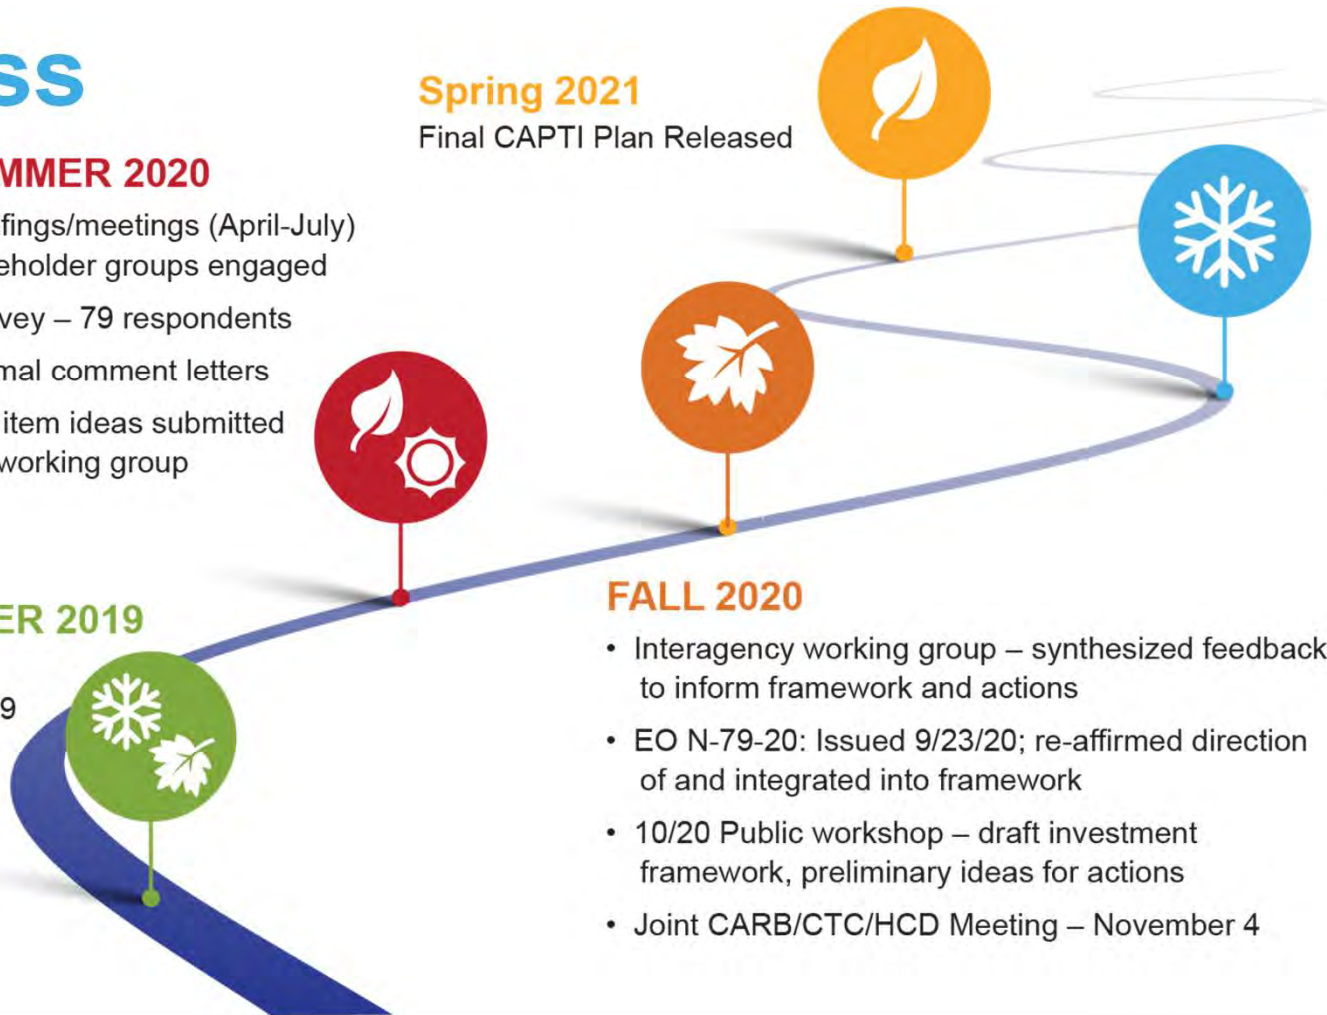 ss
MMER 2020
fings/meetings (April-July)
eholder groups engaged
vey – 79 respondents
mal comment letters
item ideas submitted
working group
Spring 2021
Final CAPTI Plan Released
ER 2019
9
FALL 2020
• Interagency working group – synthesized feedback
to inform framework and actions
• EO N-79-20: Issued 9/23/20; re-affirmed direction
of and integrated into framework
• 10/20 Public workshop – draft investment
framework, preliminary ideas for actions
• Joint CARB/CTC/HCD Meeting – November 4